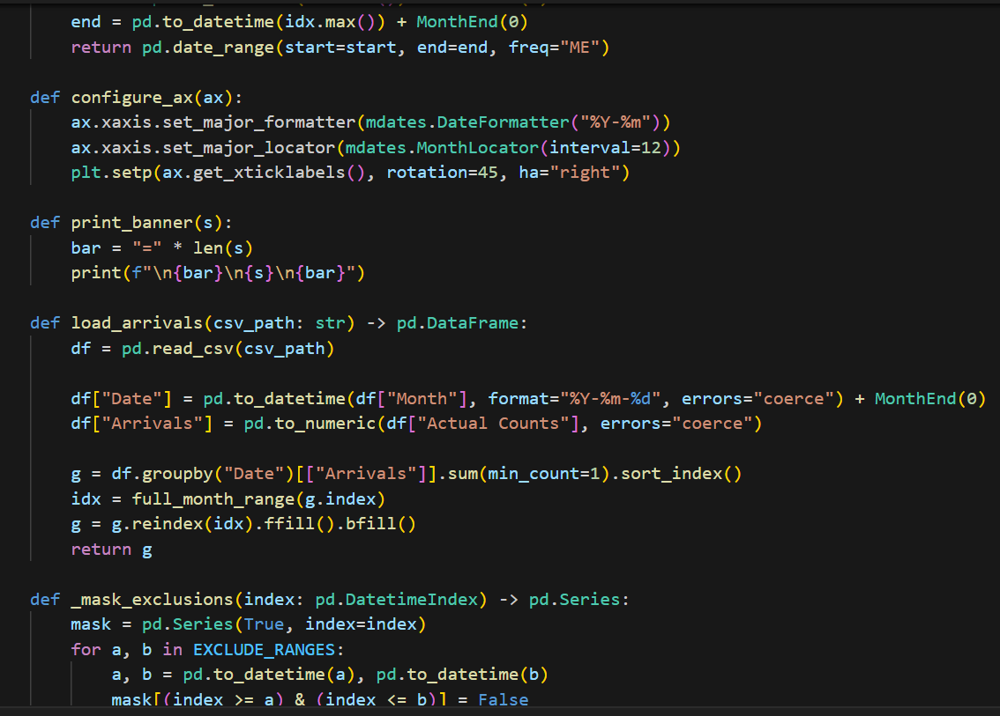 end = pd.to_datetime(idx.max()) + MonthEnd(0)
    return pd.date_range(start=start, end=end, freq="ME")

def configure_ax(ax):
    ax.xaxis.set_major_formatter(mdates.DateFormatter("%Y-%m"))
    ax.xaxis.set_major_locator(mdates.MonthLocator(interval=12))
    plt.setp(ax.get_xticklabels(), rotation=45, ha="right")

def print_banner(s):
    bar = "=" * len(s)
    print(f"\n{bar}\n{s}\n{bar}")

def load_arrivals(csv_path: str) -> pd.DataFrame:
    df = pd.read_csv(csv_path)

    df["Date"] = pd.to_datetime(df["Month"], format="%Y-%m-%d", errors="coerce") + MonthEnd(0)
    df["Arrivals"] = pd.to_numeric(df["Actual Counts"], errors="coerce")

    g = df.groupby("Date")[["Arrivals"]].sum(min_count=1).sort_index()
    idx = full_month_range(g.index)
    g = g.reindex(idx).ffill().bfill()
    return g

def _mask_exclusions(index: pd.DatetimeIndex) -> pd.Series:
    mask = pd.Series(True, index=index)
    for a, b in EXCLUDE_RANGES:
        a, b = pd.to_datetime(a), pd.to_datetime(b)
        mask[(index >= a) & (index <= b)] = False